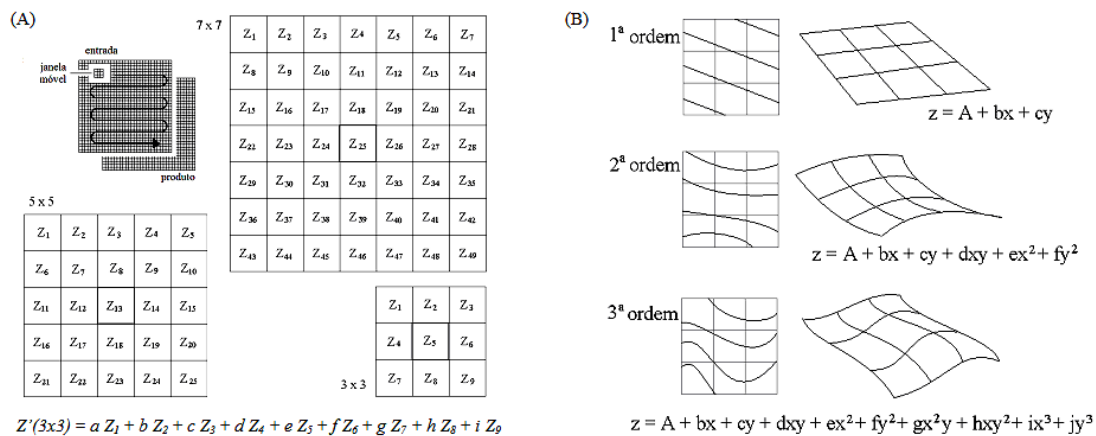 (A)
entrada
janela
móvel
produto
7 x 7
Z1 Z2 Z3 Z4 Z5 Z6 Z7
Z8 Z9 Z10 Z11 Z12 Z13 Z14
Z15 Z16 Z17 Z18 Z19 Z20 Z21
Z22 Z23 Z24 Z25 Z26 Z27 Z28
Z29 Z30 Z31 Z32 Z33 Z34 Z35
Z36 Z37 Z38 Z39 Z40 Z41 Z42
Z43 Z44 Z45 Z46 Z47 Z48 Z49
5 x 5
Z1 Z2 Z3 Z4 Z5
Z6 Z7 Z8 Z9 Z10
Z11 Z12 Z13 Z14 Z15
Z16 Z17 Z18 Z19 Z20
Z21 Z22 Z23 Z24 Z25
3 x 3
Z1 Z2 Z3
Z4 Z5 Z6
Z7 Z8 Z9
Z'(3x3) = a Z1 + b Z2 + c Z3 + d Z4 + e Z5 + f Z6 + g Z7 + h Z8 + i Z9
(B)
1ª ordem
z = A + bx + cy
2ª ordem
z = A + bx + cy + dxy + ex² + fy²
3ª ordem
z = A + bx + cy + dxy + ex² + fy² + gx²y + hxy² + ix³ + jy³